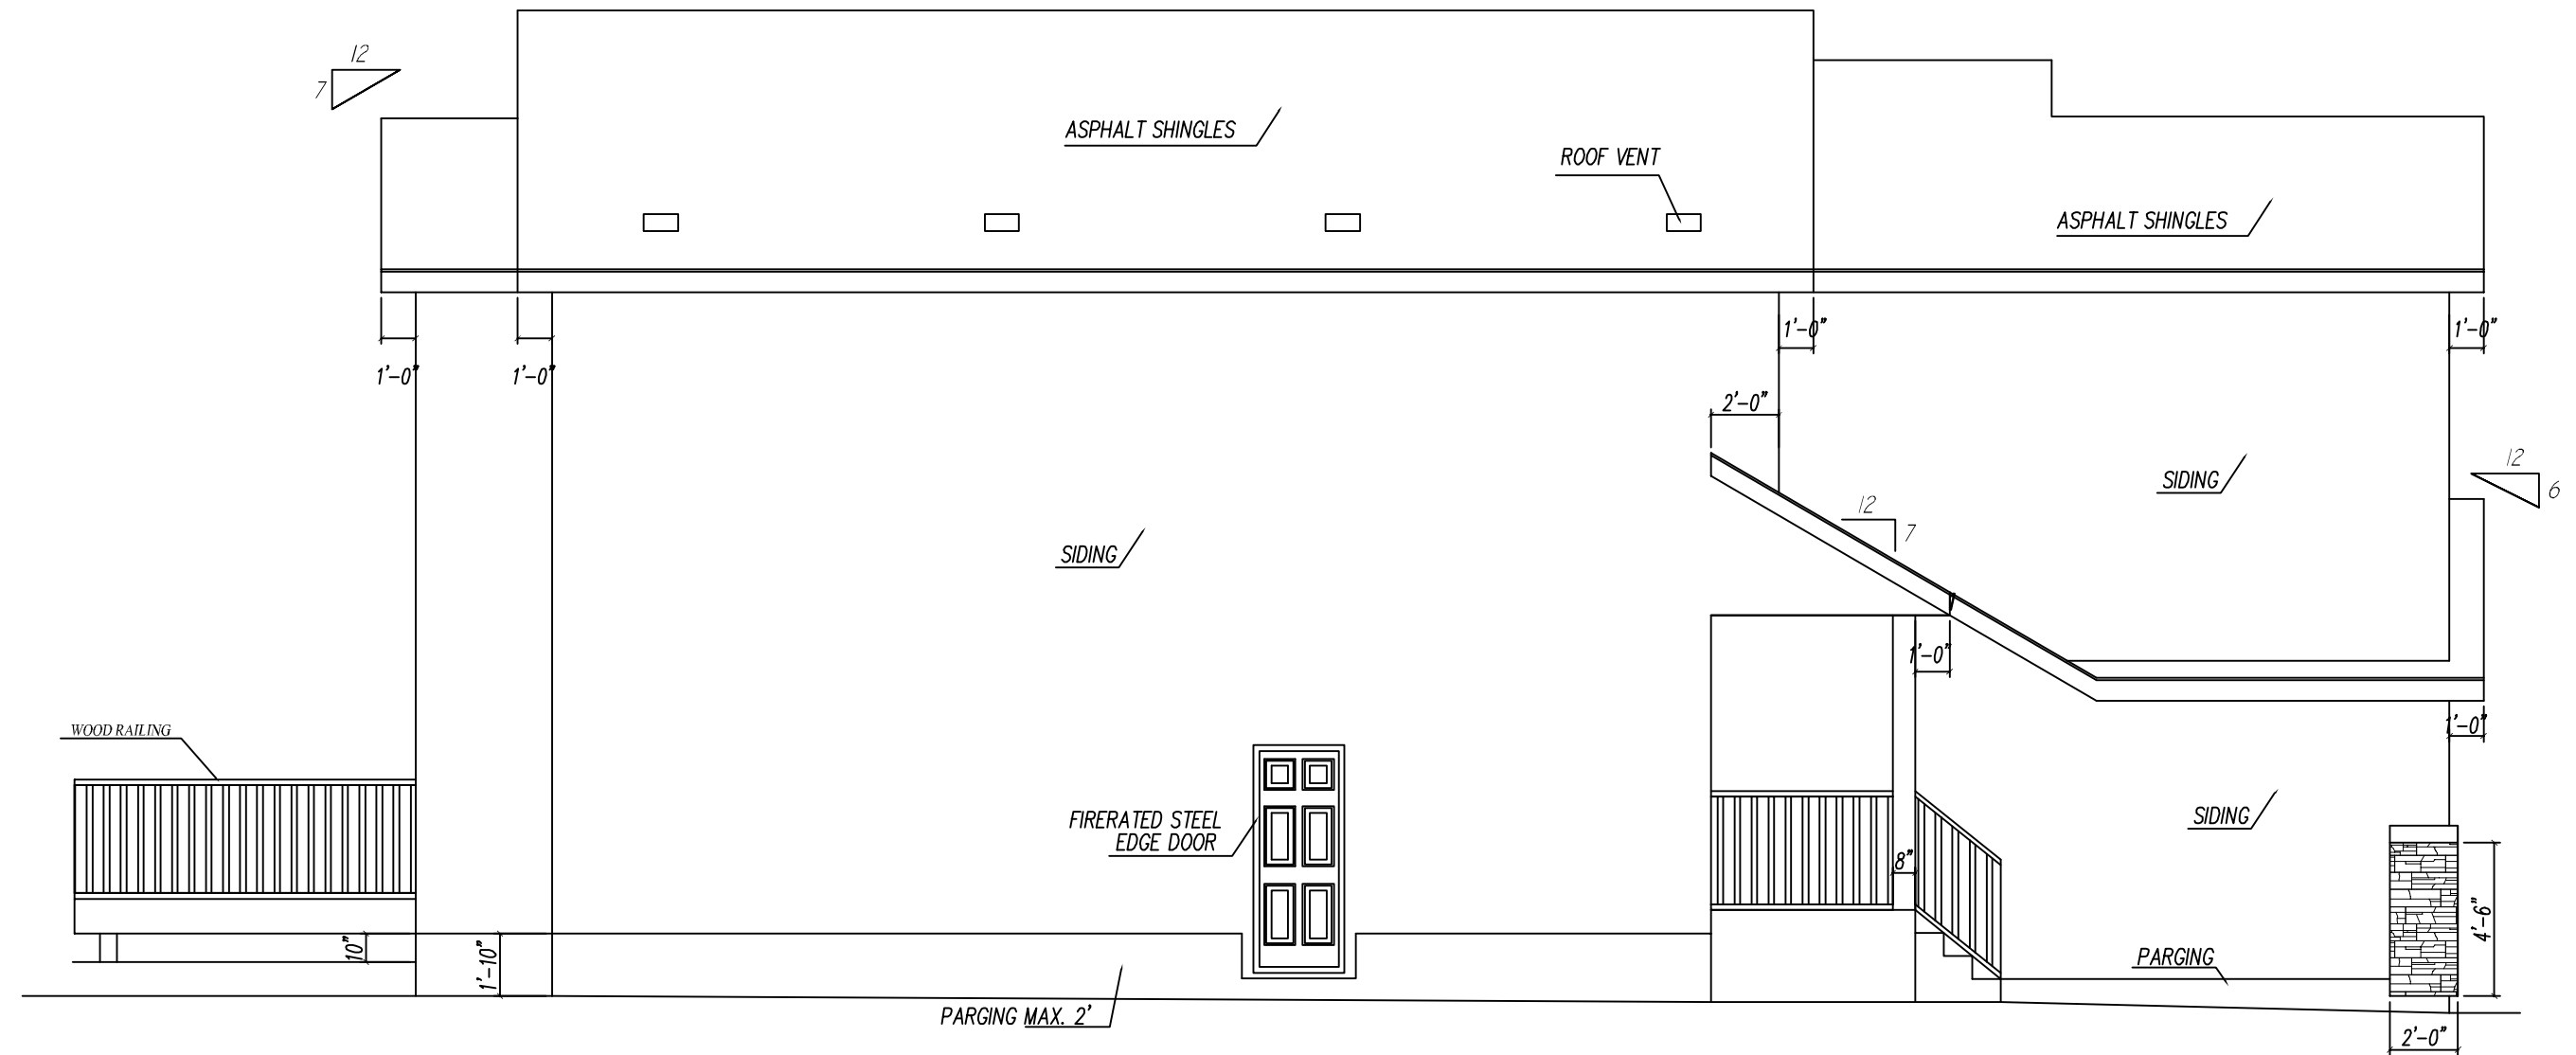 12
7
ASPHALT SHINGLES
ROOF VENT
ASPHALT SHINGLES
1'-0"
1'-0"
1'-0"
1'-0"
2'-0"
12
6
SIDING
12
7
SIDING
1'-0"
WOOD RAILING
1'-0"
FIRERATED STEEL
EDGE DOOR
SIDING
8"
4'-6"
10"
1'-10"
PARGING
PARGING MAX. 2'
2'-0"